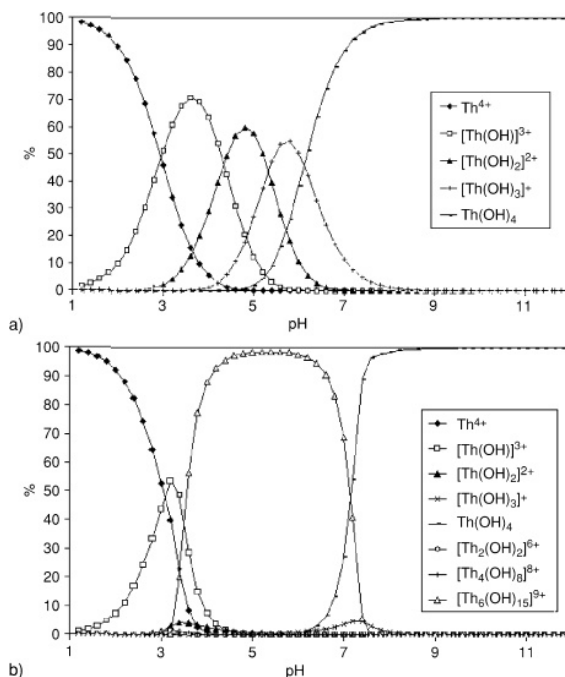 100
90
80
70
60
%
50
40
30
20
10
0
1 3 5 7 9 11
pH
a)
Th⁴⁺
[Th(OH)]³⁺
[Th(OH)₂]²⁺
[Th(OH)₃]⁺
Th(OH)₄
100
90
80
70
60
%
50
40
30
20
10
0
1 3 5 7 9 11
pH
b)
Th⁴⁺
[Th(OH)]³⁺
[Th(OH)₂]²⁺
[Th(OH)₃]⁺
Th(OH)₄
[Th₂(OH)₂]⁶⁺
[Th₄(OH)₈]⁸⁺
[Th₆(OH)₁₅]⁹⁺